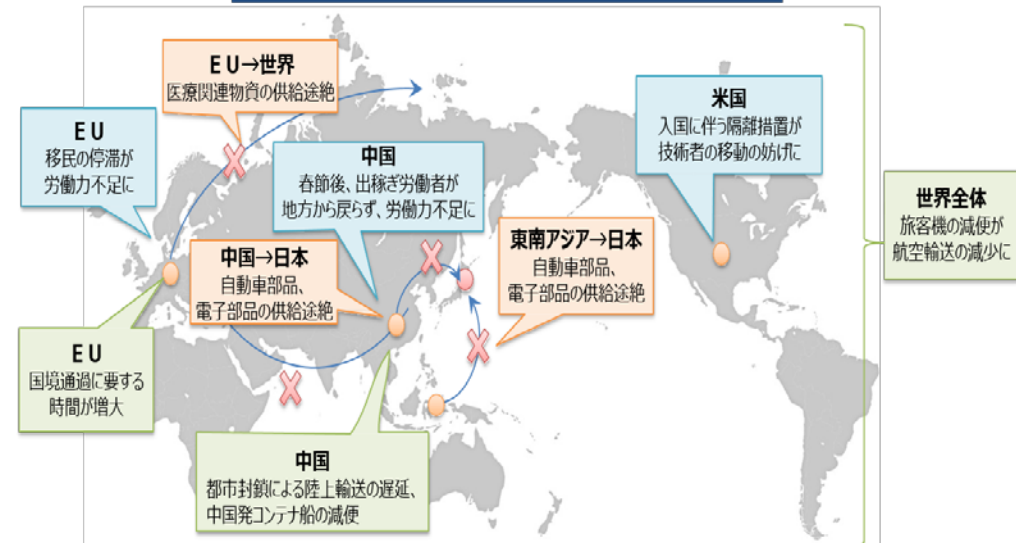 ＥＵ→世界
医療関連物資の供給途絶
ＥＵ
移民の停滞が
労働力不足に
中国
春節後、出稼ぎ労働者が
地方から戻らず、労働力不足に
米国
入国に伴う隔離措置が
技術者の移動の妨げに
世界全体
旅客機の減便が
航空輸送の減少に
中国→日本
自動車部品、
電子部品の供給途絶
東南アジア→日本
自動車部品、
電子部品の供給途絶
ＥＵ
国境通過に要する
時間が増大
中国
都市封鎖による陸上輸送の遅延、
中国発コンテナ船の減便